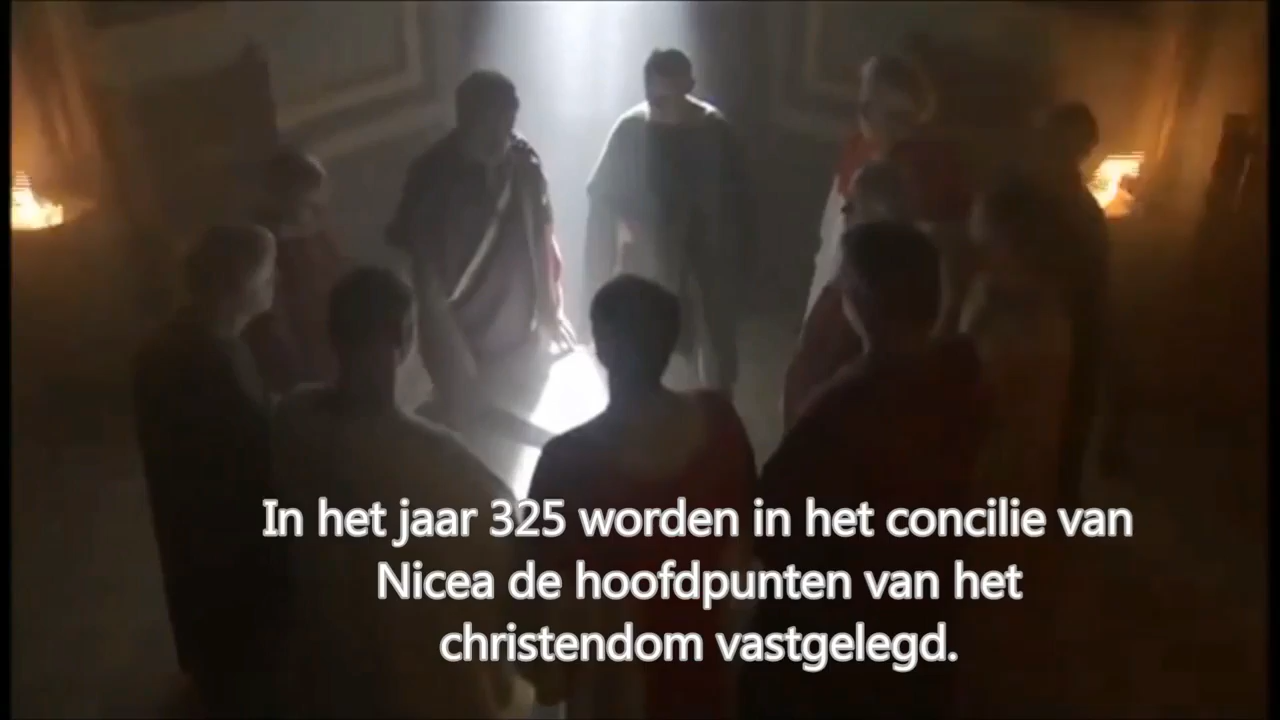 In het jaar 325 worden in het concilie van
Nicea de hoofdpunten van het
christendom vastgelegd.